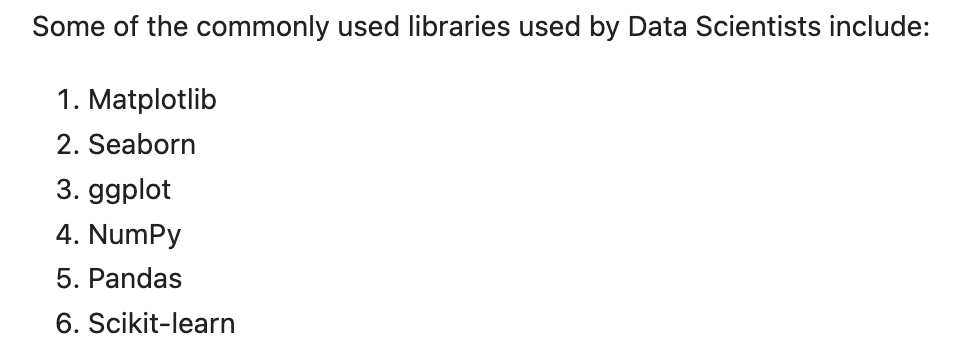 Some of the commonly used libraries used by Data Scientists include:
1. Matplotlib
2. Seaborn
3. ggplot
4. NumPy
5. Pandas
6. Scikit-learn